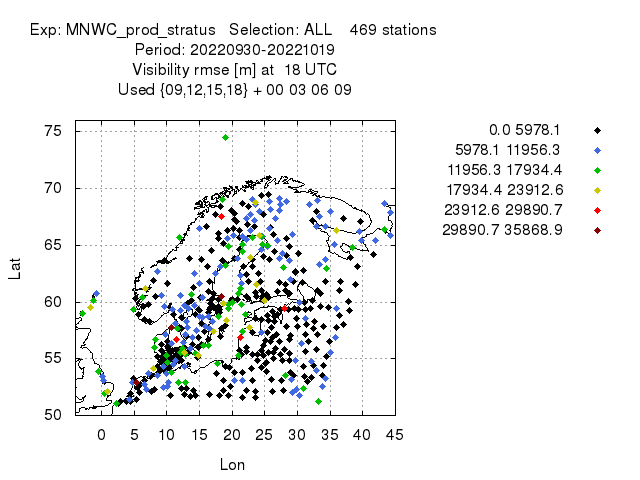 Exp: MNWC_prod_stratus Selection: ALL 469 stations
Period: 20220930-20221019
Visibility rmse [m] at 18 UTC
Used {09,12,15,18} + 00 03 06 09
0.0 5978.1
5978.1 11956.3
11956.3 17934.4
17934.4 23912.6
23912.6 29890.7
29890.7 35868.9
75
70
65
60
55
50
Lat
0 5 10 15 20 25 30 35 40 45
Lon